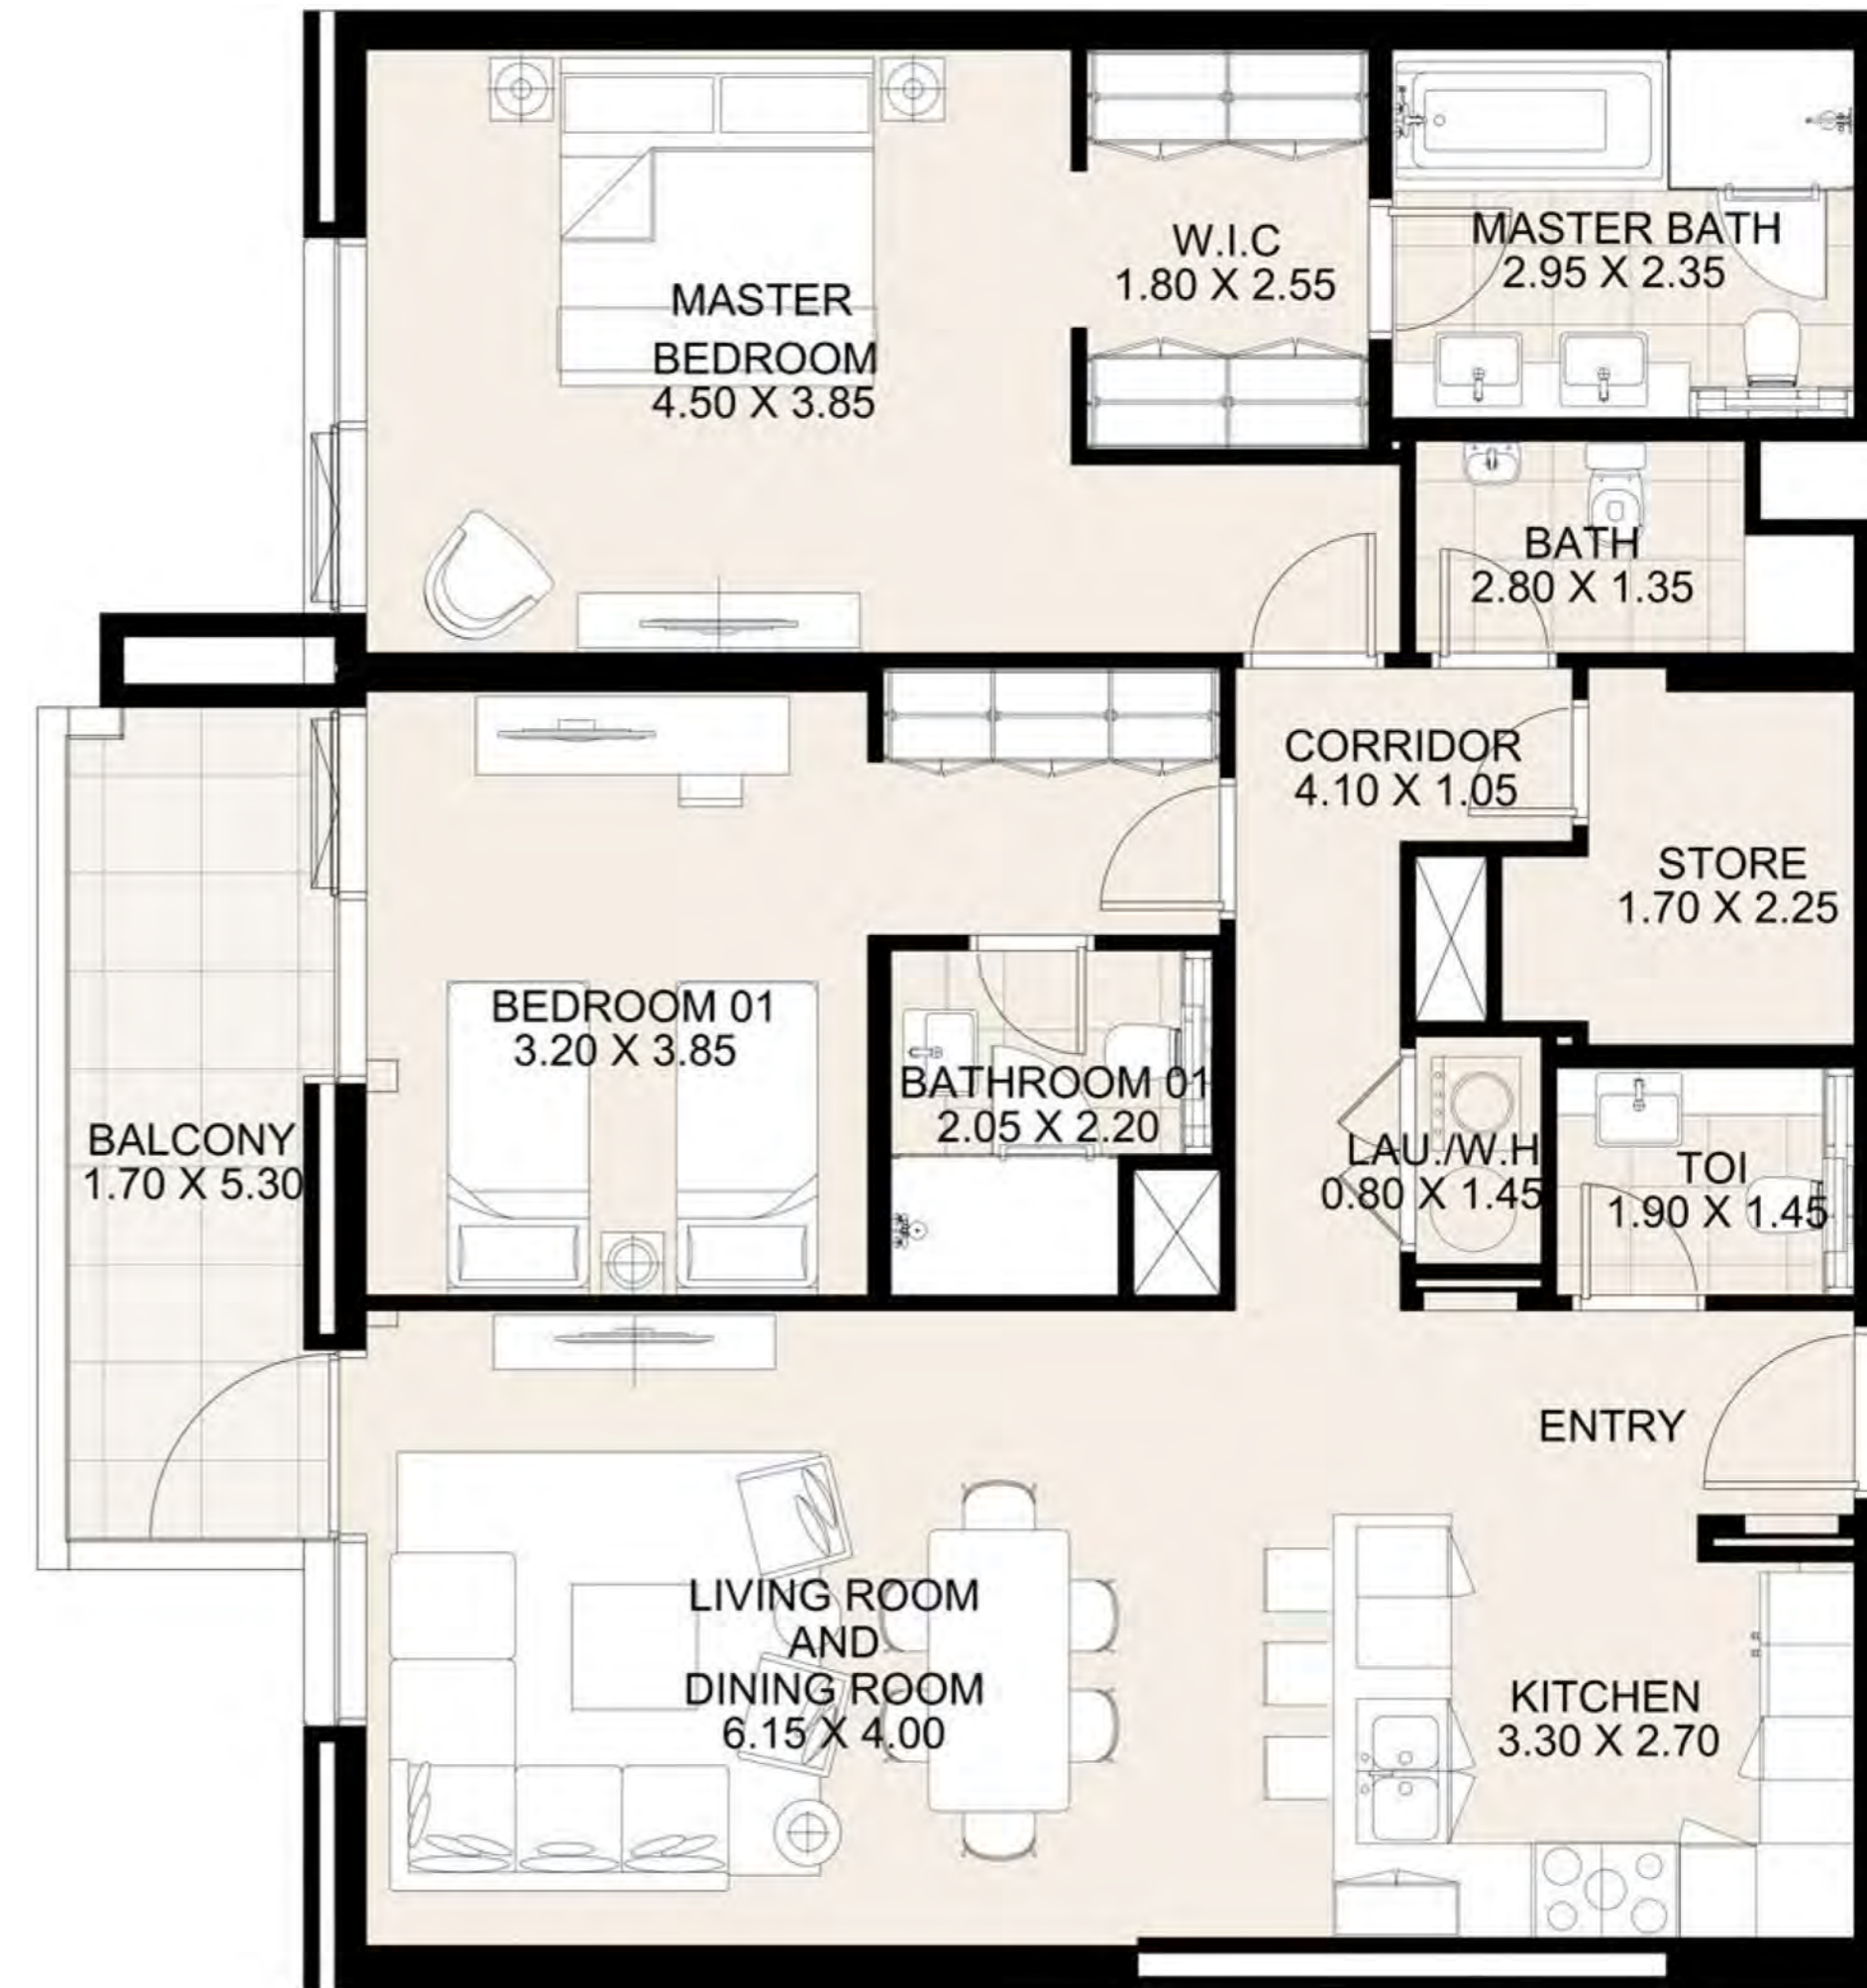 MASTER
BEDROOM
4.50 X 3.85
W.I.C
1.80 X 2.55
MASTER BATH
2.95 X 2.35
BATH
2.80 X 1.35
CORRIDOR
4.10 X 1.05
STORE
1.70 X 2.25
BEDROOM 01
3.20 X 3.85
BATHROOM 01
2.05 X 2.20
BALCONY
1.70 X 5.30
LAU./W.H
0.80 X 1.45
TOI
1.90 X 1.45
ENTRY
LIVING ROOM
AND
DINING ROOM
6.15 X 4.00
KITCHEN
3.30 X 2.70